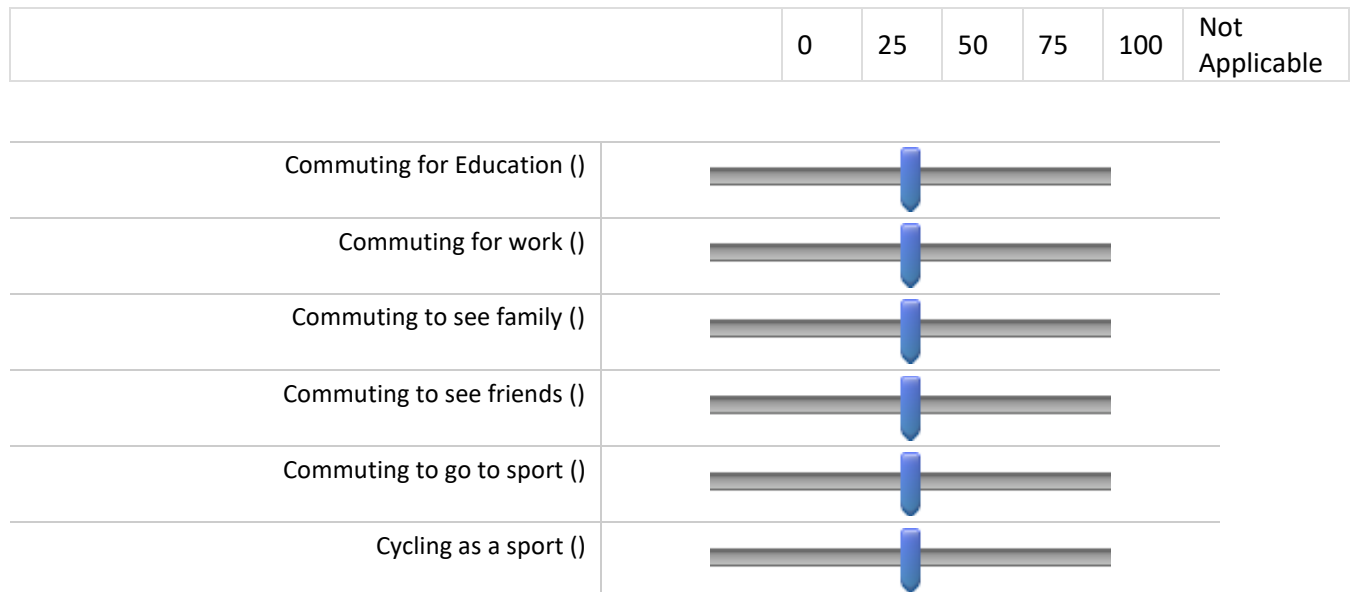 0 25 50 75 100 Not Applicable
Commuting for Education ()
Commuting for work ()
Commuting to see family ()
Commuting to see friends ()
Commuting to go to sport ()
Cycling as a sport ()